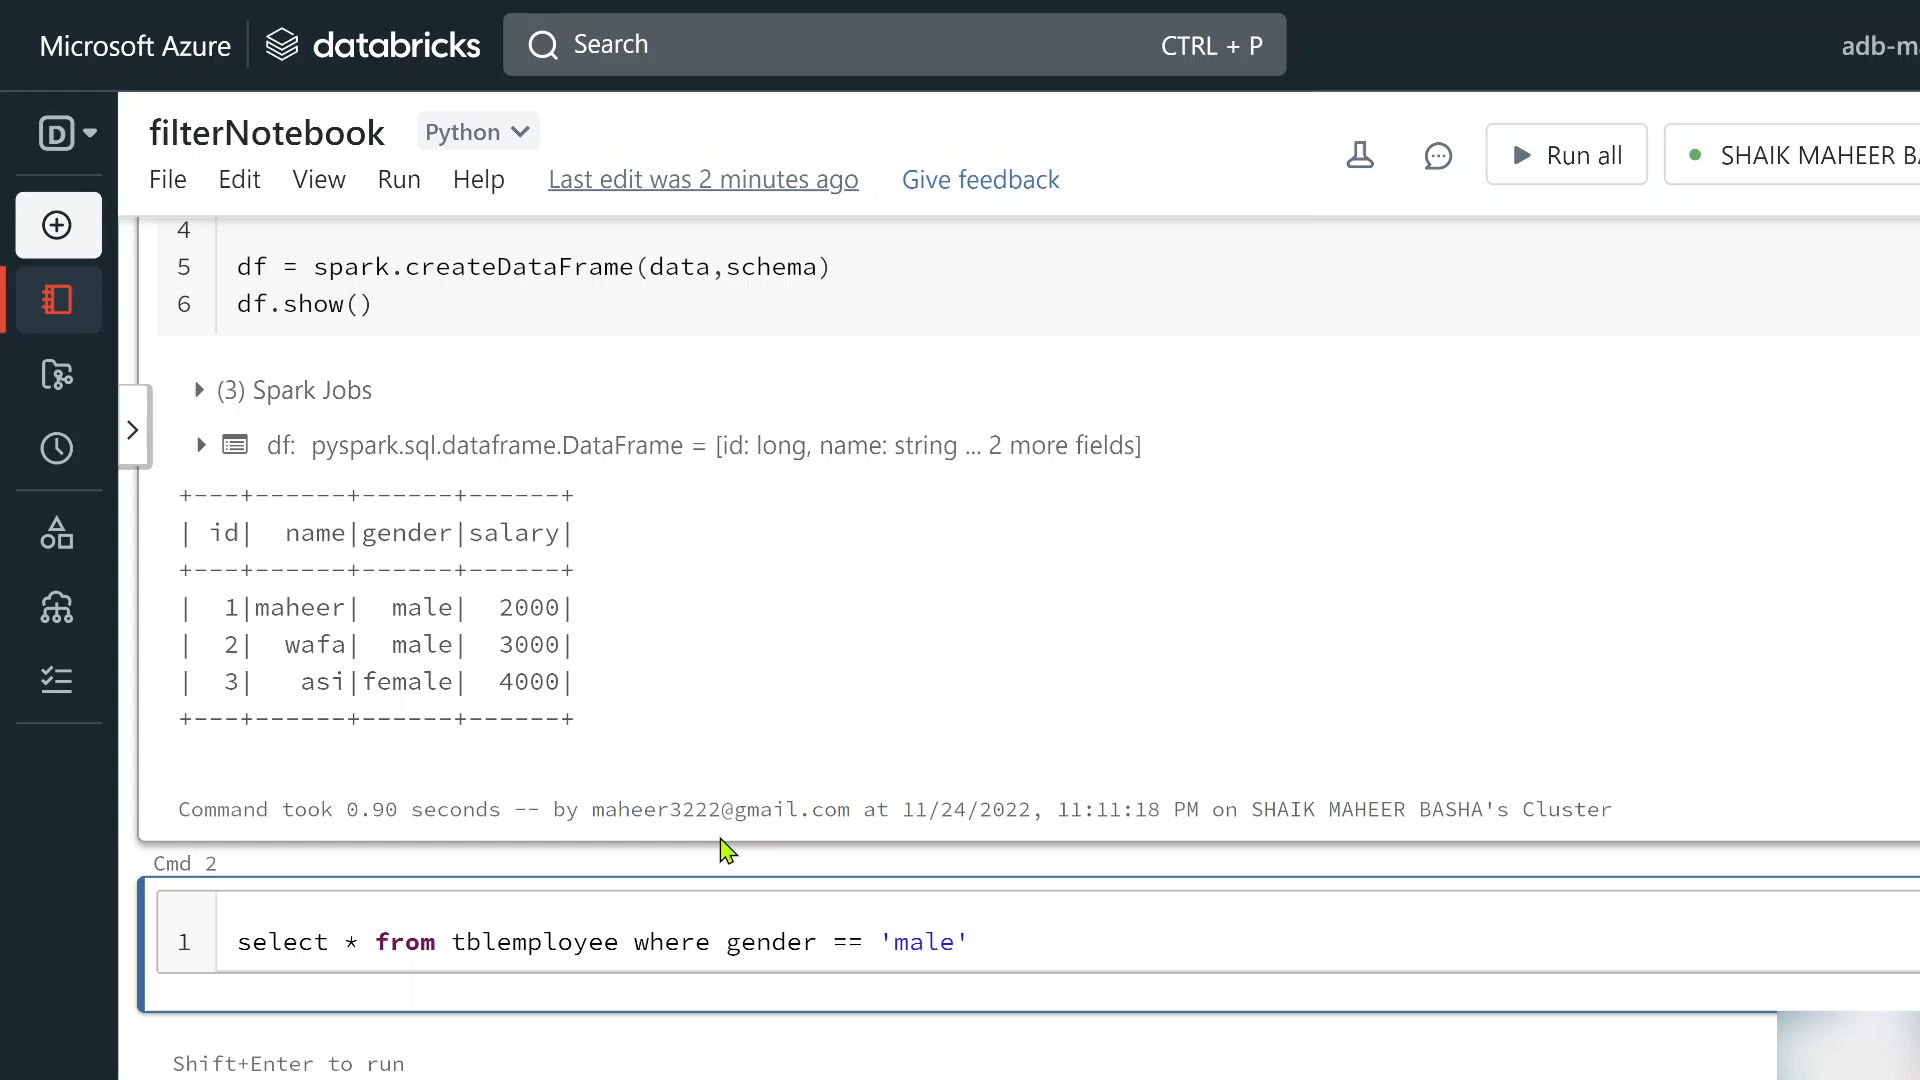 Microsoft Azure databricks Search CTRL + P
D
filterNotebook Python Run all SHAIK MAHEER
File Edit View Run Help Last edit was 2 minutes ago Give feedback
4
5 df = spark.createDataFrame(data,schema)
6 df.show()
(3) Spark Jobs
df: pyspark.sql.dataframe.DataFrame = [id: long, name: string ... 2 more fields]
+---+------+------+------+
| id|  name|gender|salary|
+---+------+------+------+
|  1|maheer|  male|  2000|
|  2|  wafa|  male|  3000|
|  3|   asi|female|  4000|
+---+------+------+------+
Command took 0.90 seconds -- by maheer3222@gmail.com at 11/24/2022, 11:11:18 PM on SHAIK MAHEER BASHA's Cluster
Cmd 2
1 select * from tblemployee where gender == 'male'
Shift+Enter to run